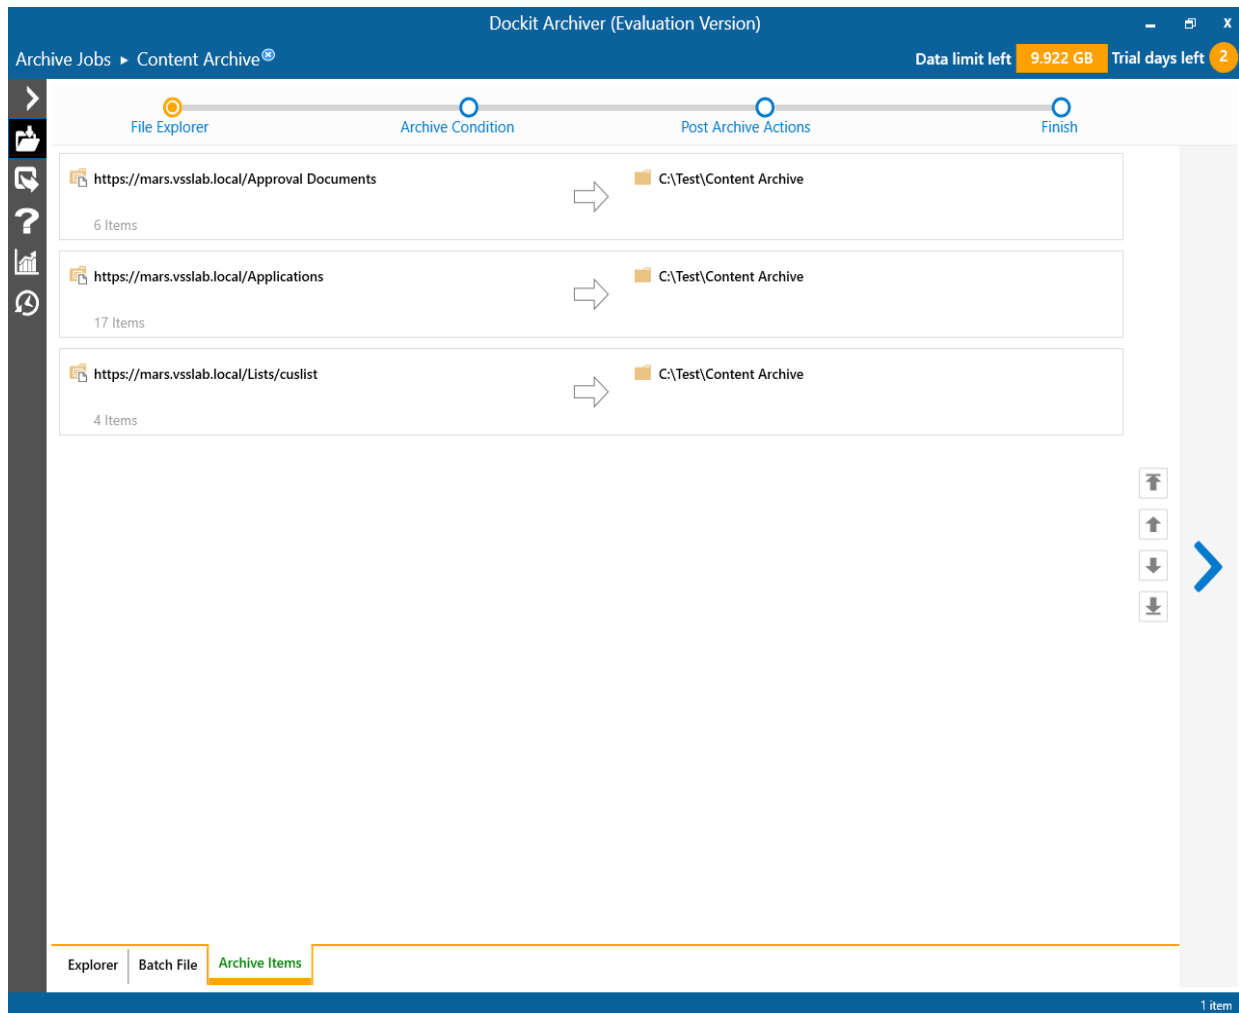 Dockit Archiver (Evaluation Version)
Archive Jobs ▸ Content Archive
Data limit left 9.922 GB Trial days left 2
File Explorer Archive Condition Post Archive Actions Finish
https://mars.vsslab.local/Approval Documents C:\Test\Content Archive
6 Items
https://mars.vsslab.local/Applications C:\Test\Content Archive
17 Items
https://mars.vsslab.local/Lists/cuslist C:\Test\Content Archive
4 Items
Explorer Batch File Archive Items
1 item